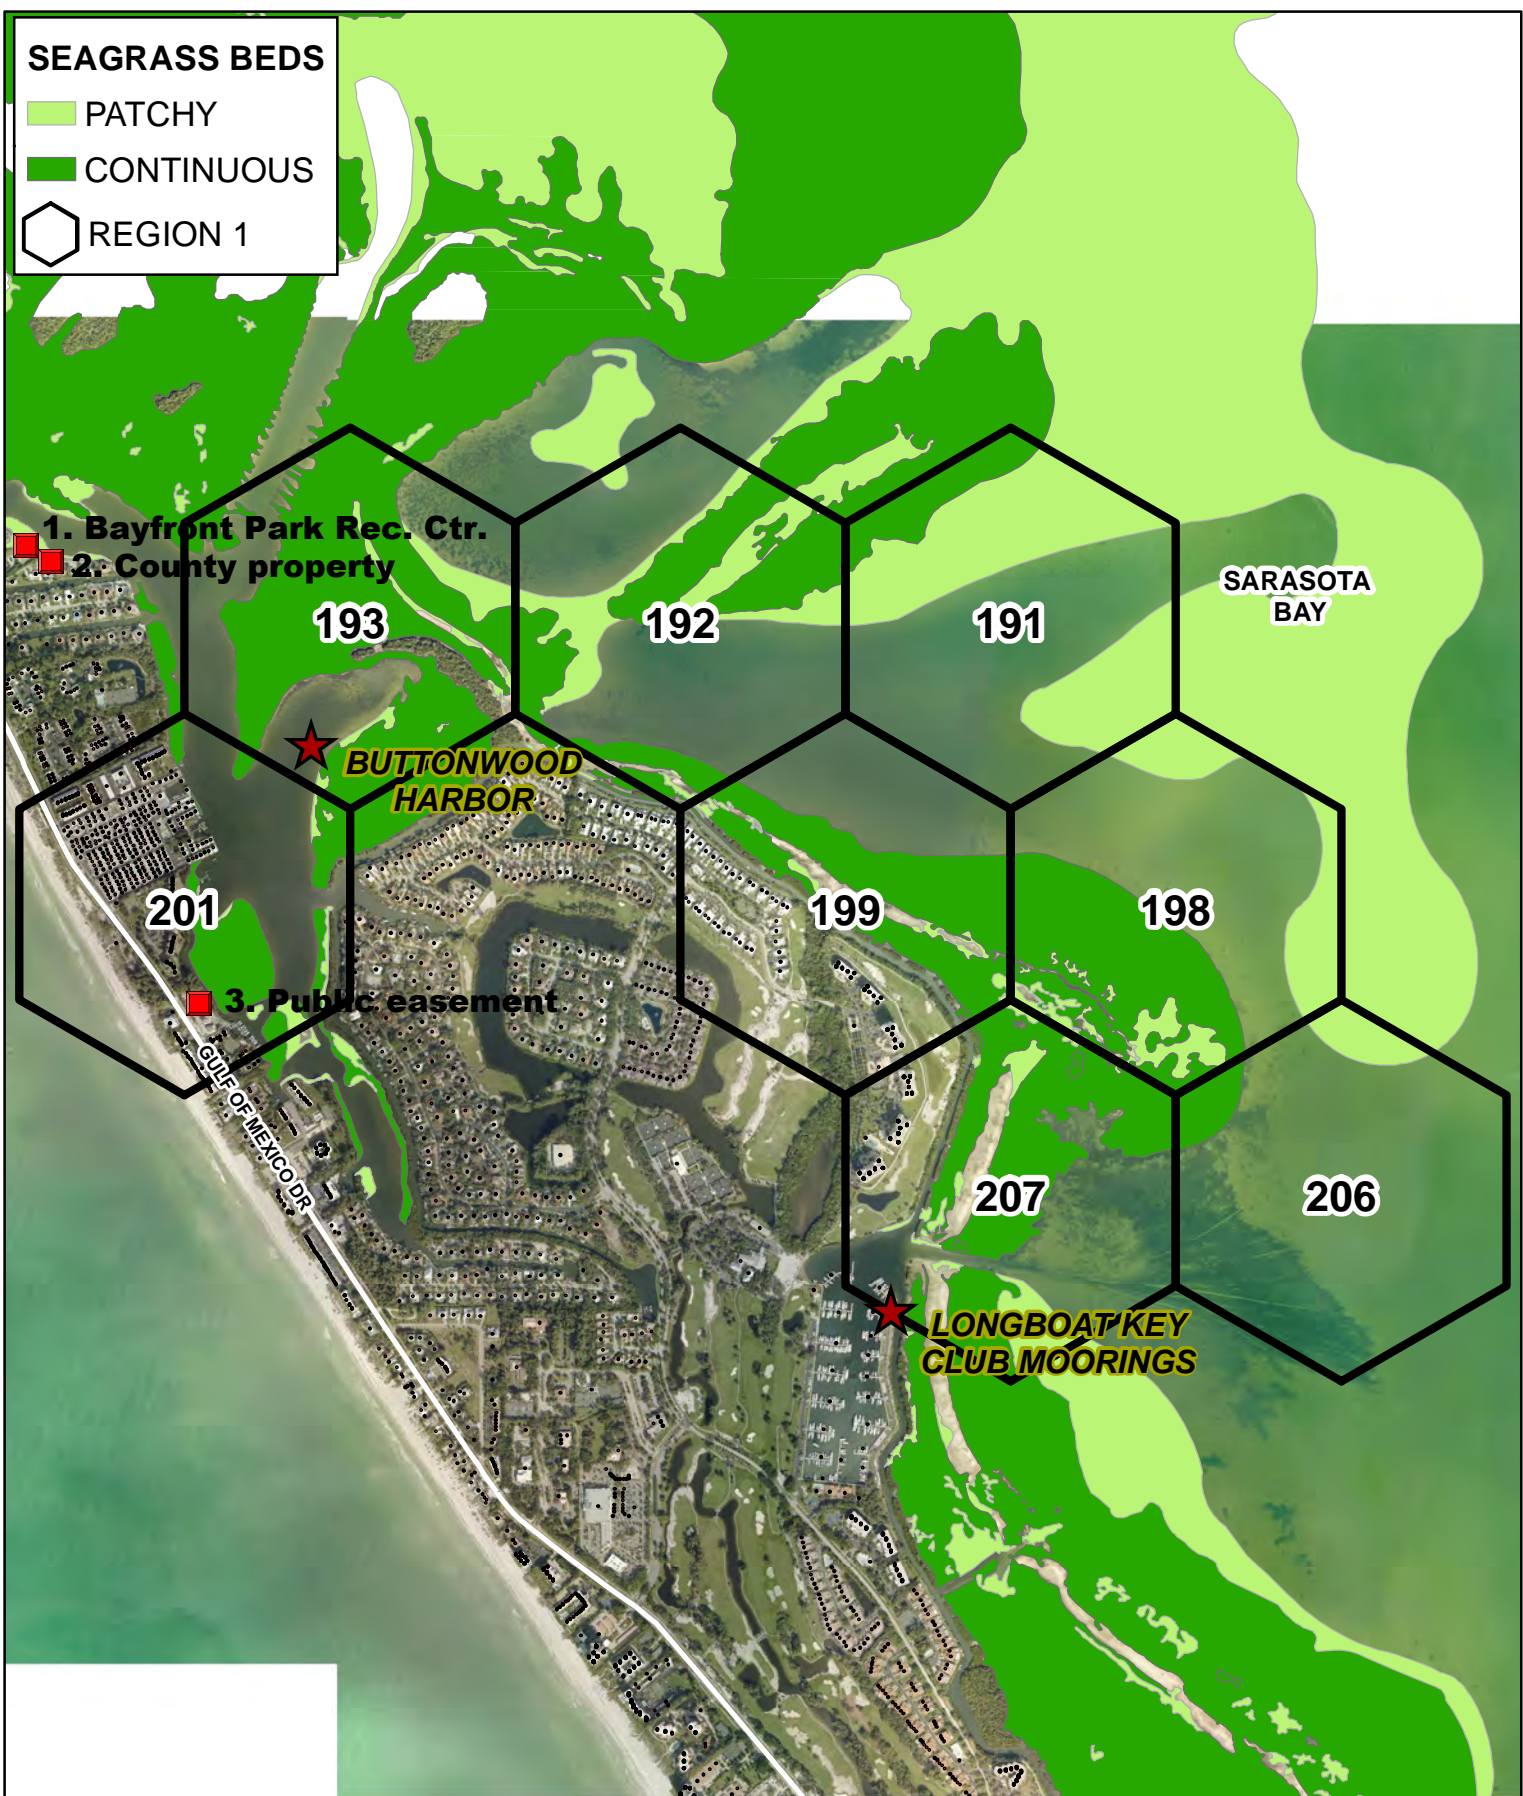 SEAGRASS BEDS
PATCHY
CONTINUOUS
REGION 1
1. Bayfront Park Rec. Ctr.
2. County property
SARASOTA
BAY
193
192
191
BUTTONWOOD
HARBOR
201
199
198
3. Public easement
GULF OF MEXICO DR
207
206
LONGBOAT KEY
CLUB MOORINGS